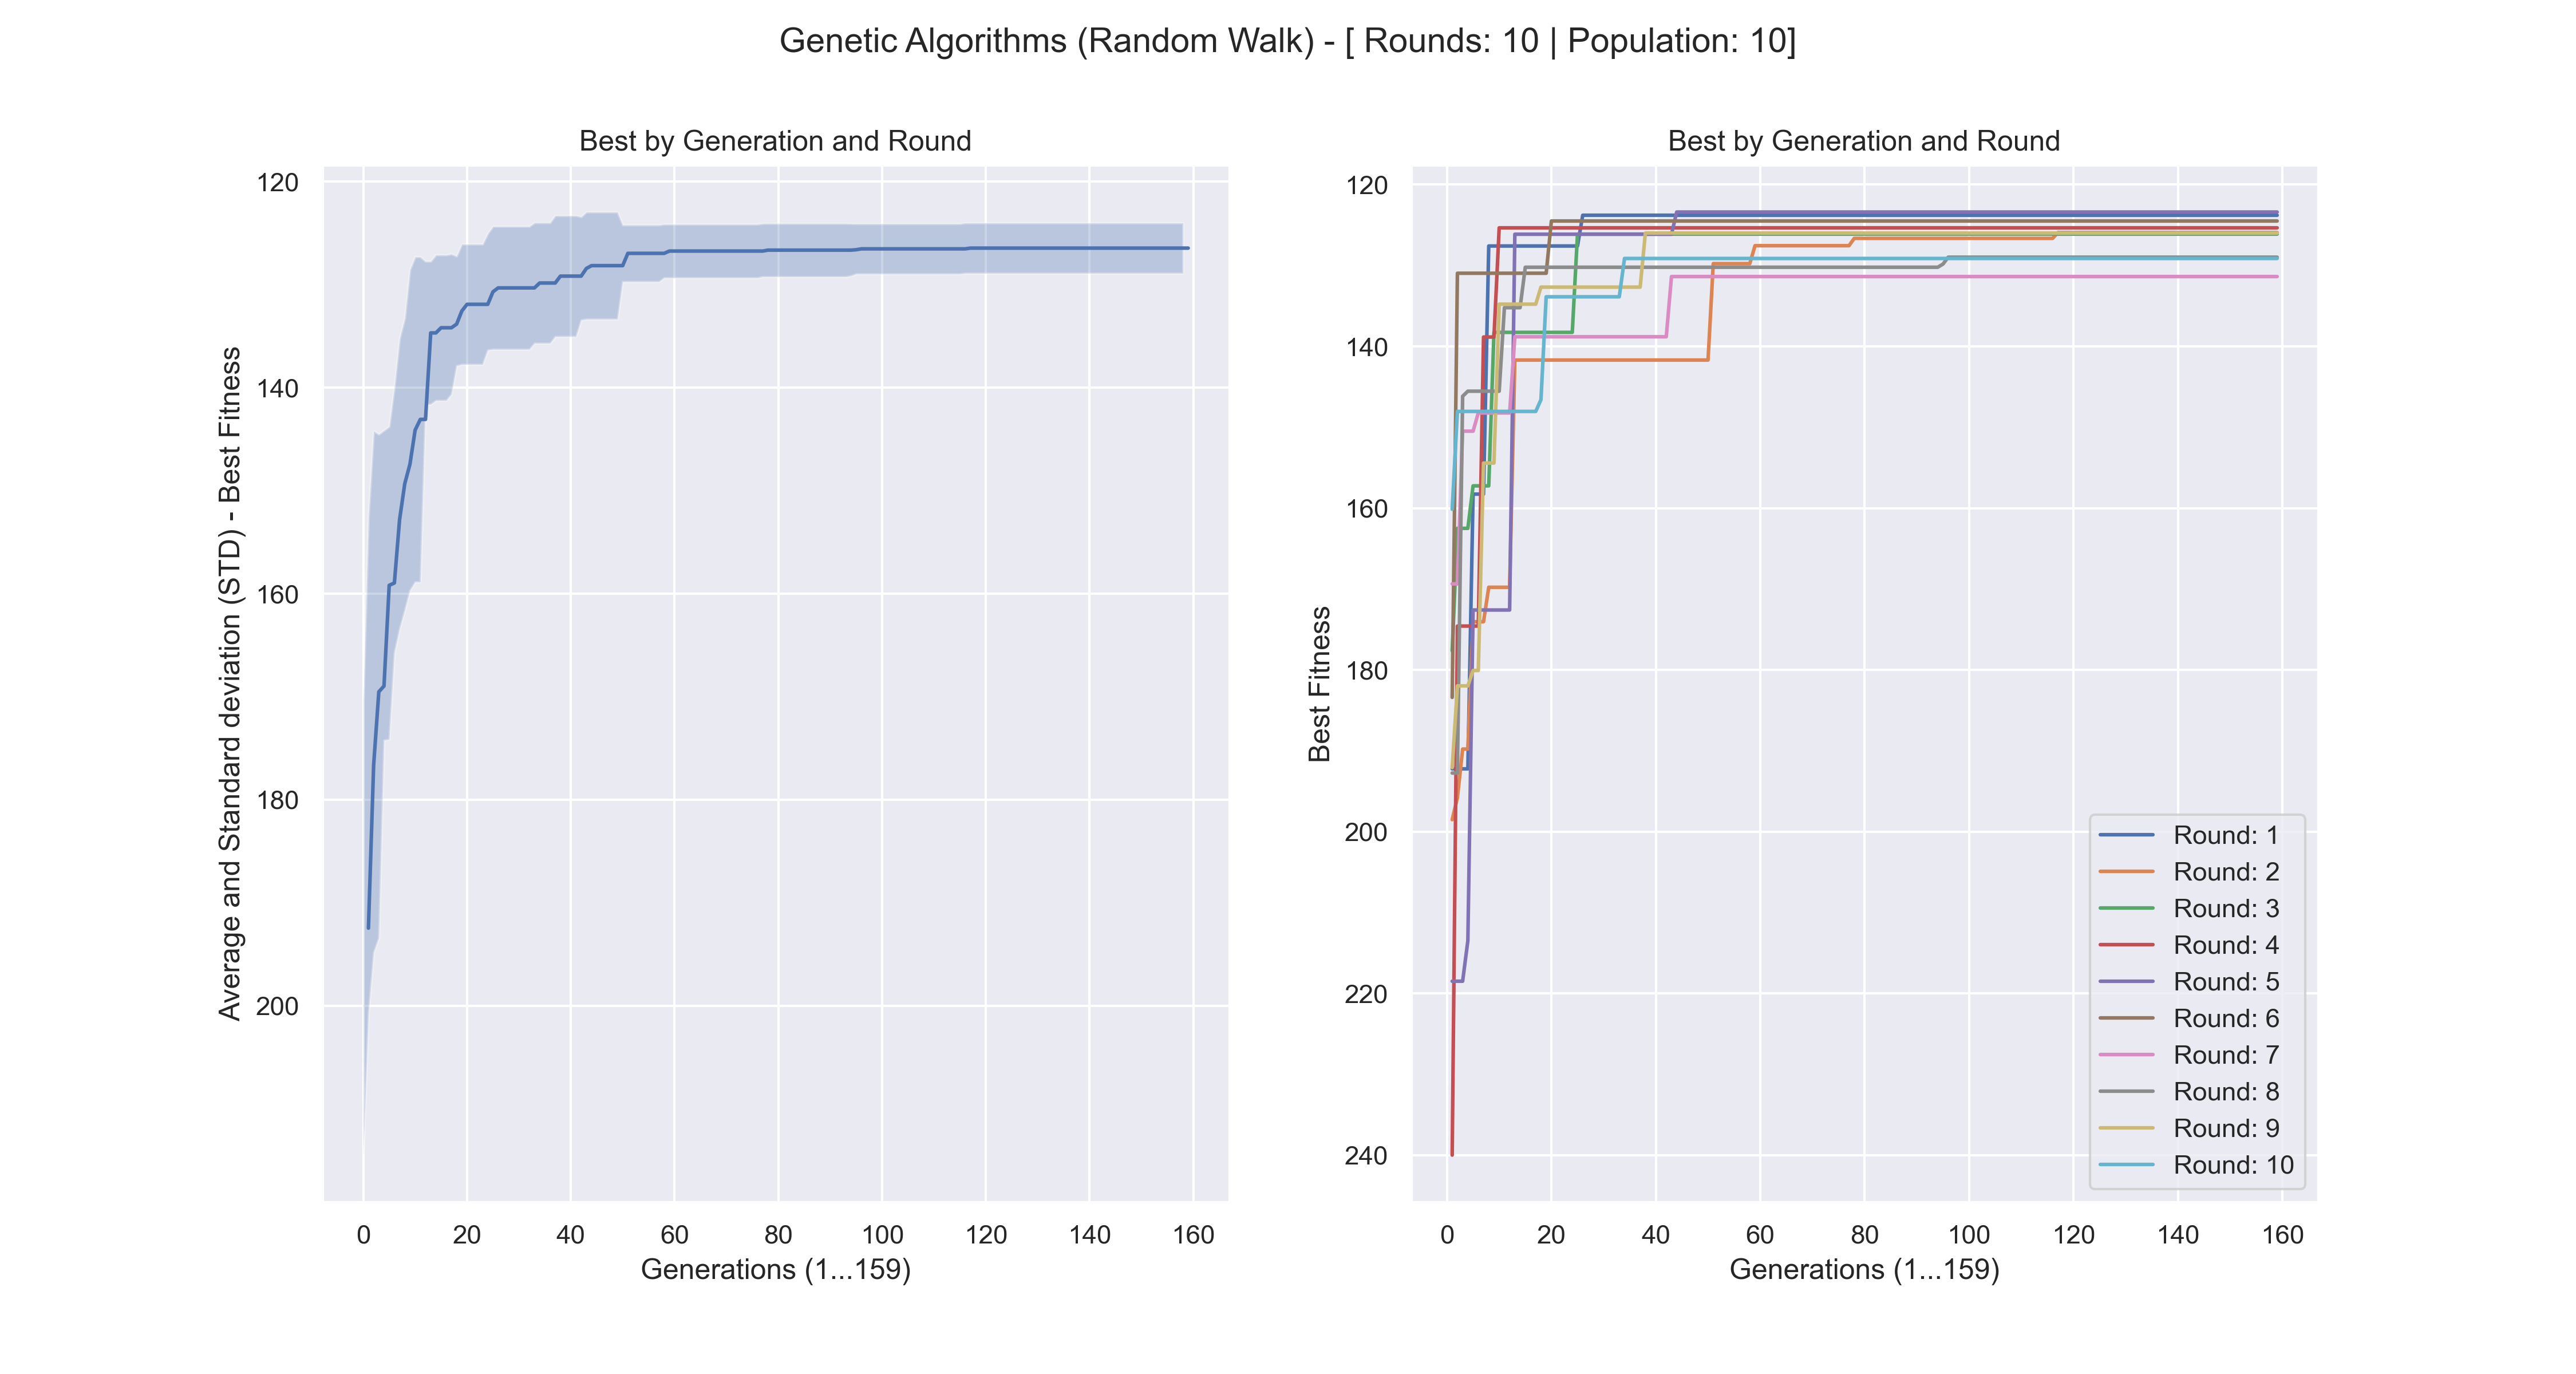 Genetic Algorithms (Random Walk) - [ Rounds: 10 | Population: 10]
Best by Generation and Round
Average and Standard deviation (STD) - Best Fitness
120
140
160
180
200
0 20 40 60 80 100 120 140 160
Generations (1...159)
Best by Generation and Round
Best Fitness
120
140
160
180
200
220
240
Round: 1
Round: 2
Round: 3
Round: 4
Round: 5
Round: 6
Round: 7
Round: 8
Round: 9
Round: 10
0 20 40 60 80 100 120 140 160
Generations (1...159)